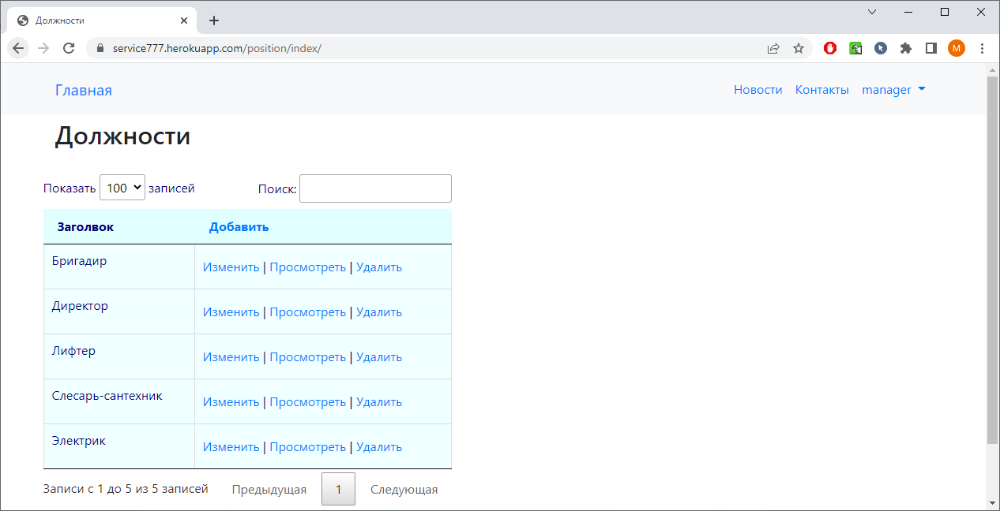 Должности
service777.herokuapp.com/position/index/
M
Главная Новости Контакты manager
Должности
Показать 100 записей Поиск:
Заголвок Добавить
Бригадир Изменить | Просмотреть | Удалить
Директор Изменить | Просмотреть | Удалить
Лифтер Изменить | Просмотреть | Удалить
Слесарь-сантехник Изменить | Просмотреть | Удалить
Электрик Изменить | Просмотреть | Удалить
Записи с 1 до 5 из 5 записей Предыдущая 1 Следующая